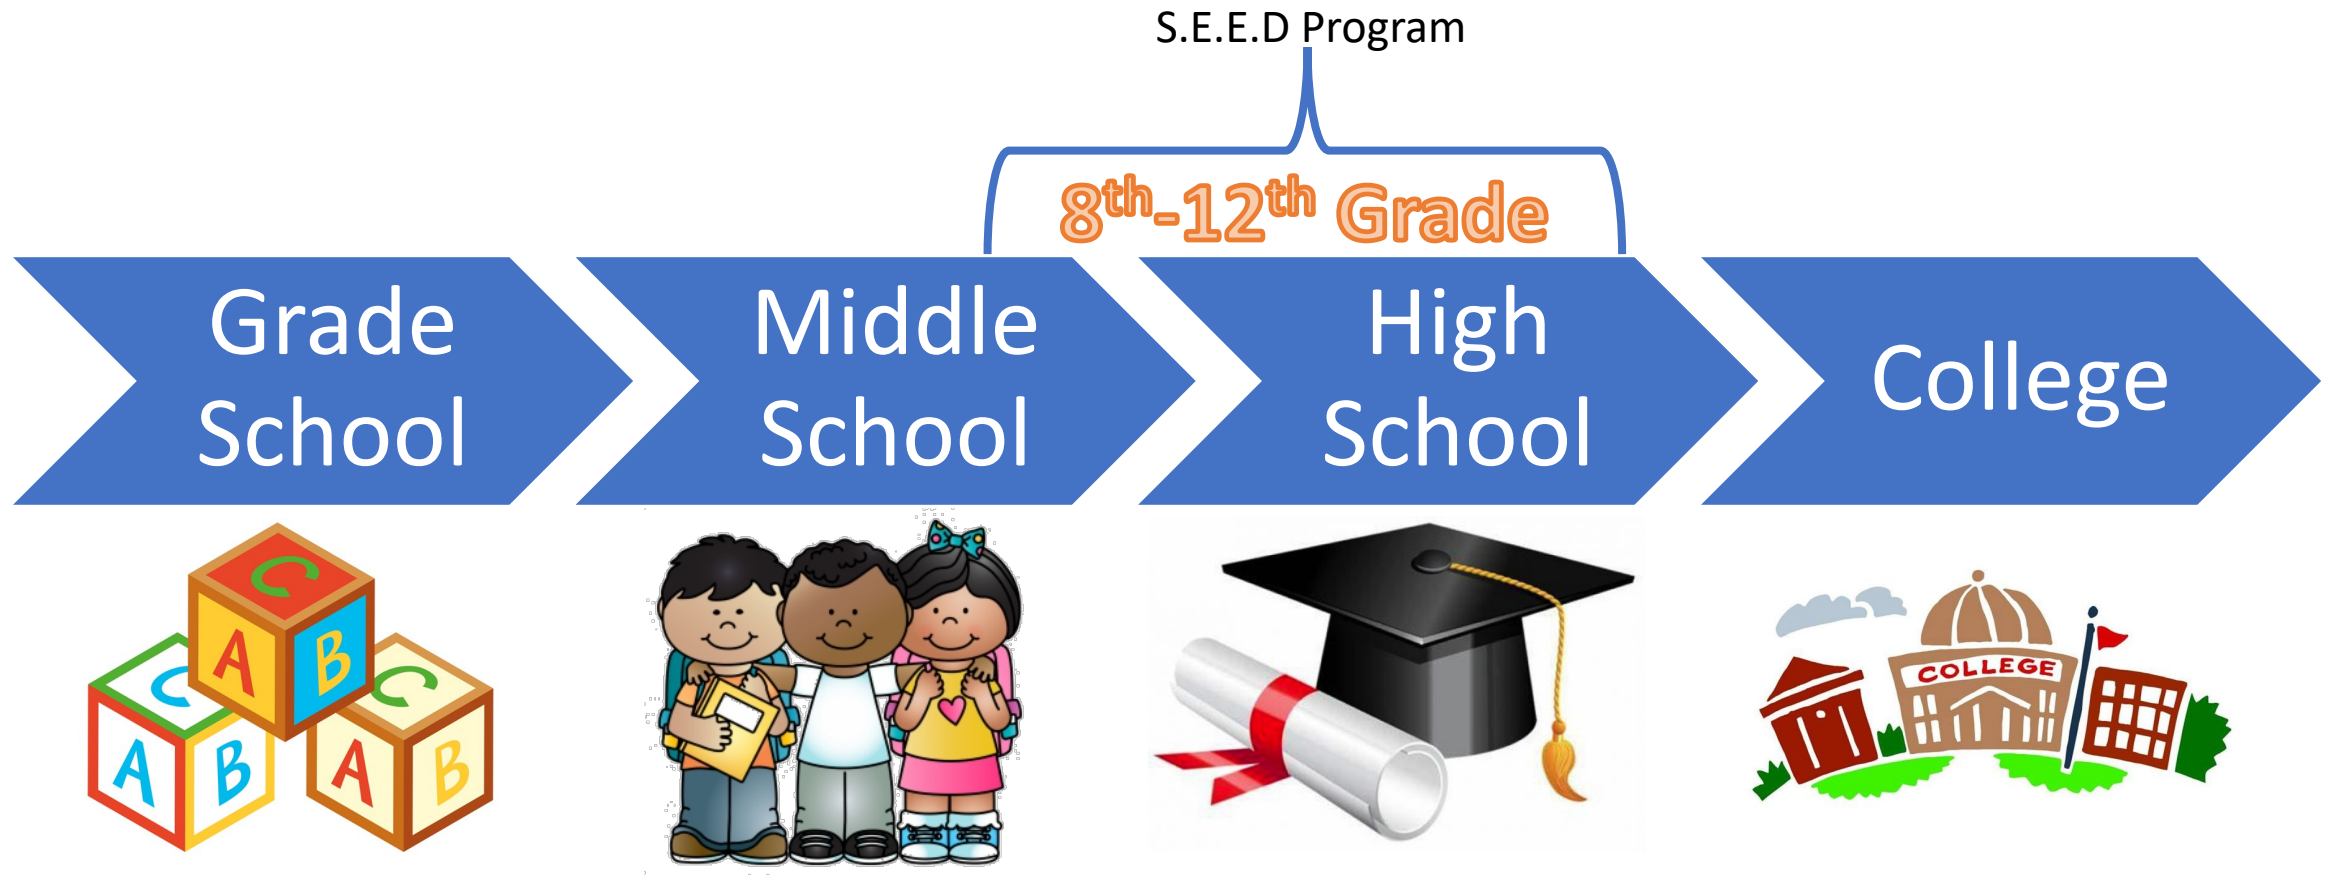 S.E.E.D Program
8th-12th Grade
Grade
School
Middle
School
High
School
College
C
A B
C
A B
C
A B
COLLEGE